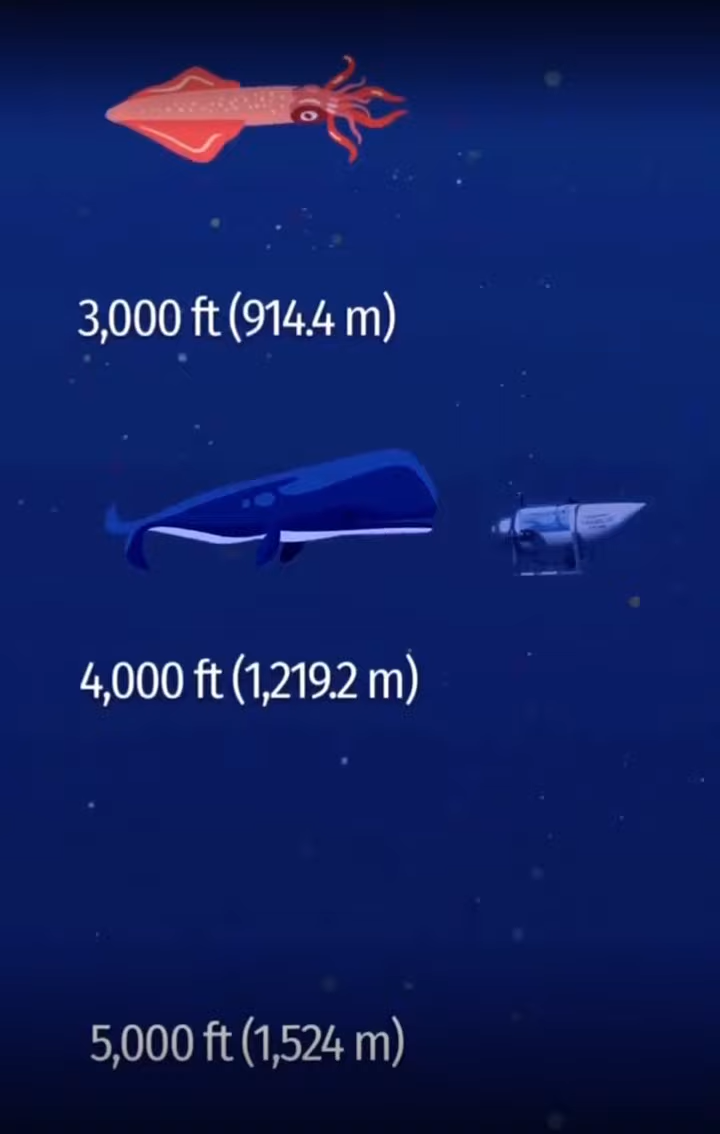 3,000 ft (914.4 m)
4,000 ft (1,219.2 m)
5,000 ft (1,524 m)